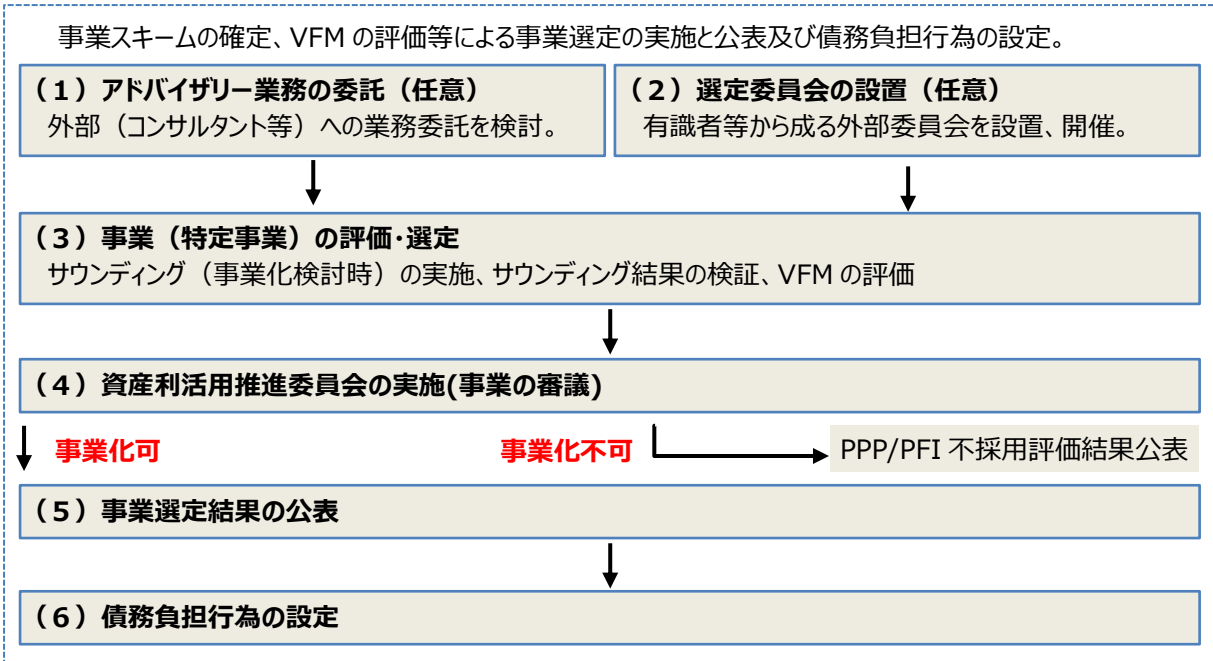 事業スキームの確定、VFM の評価等による事業選定の実施と公表及び債務負担行為の設定。
（１）アドバイザリー業務の委託（任意）
外部（コンサルタント等）への業務委託を検討。
（２）選定委員会の設置（任意）
有識者等から成る外部委員会を設置、開催。
（３）事業（特定事業）の評価・選定
サウンディング（事業化検討時）の実施、サウンディング結果の検証、VFM の評価
（４）資産利活用推進委員会の実施(事業の審議)
事業化可
事業化不可
PPP/PFI 不採用評価結果公表
（５）事業選定結果の公表
（６）債務負担行為の設定